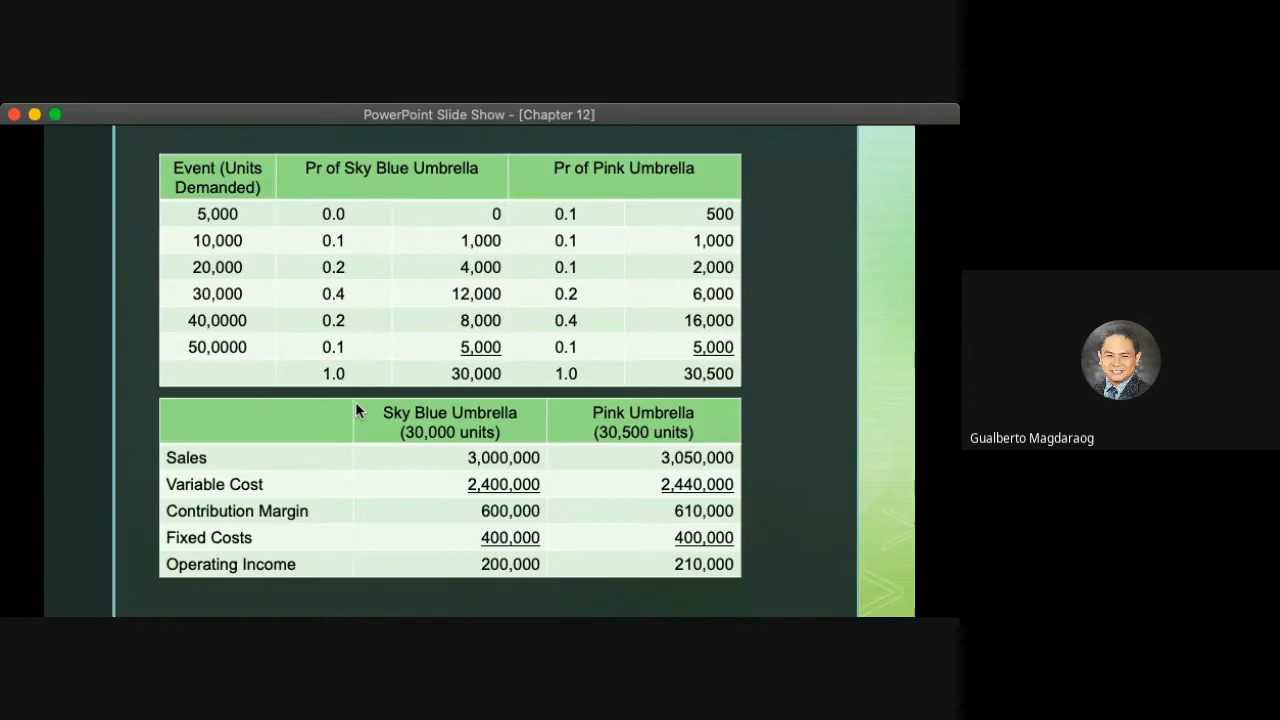 PowerPoint Slide Show - [Chapter 12]
Event (Units Demanded) Pr of Sky Blue Umbrella Pr of Pink Umbrella
5,000 0.0 0 0.1 500
10,000 0.1 1,000 0.1 1,000
20,000 0.2 4,000 0.1 2,000
30,000 0.4 12,000 0.2 6,000
40,0000 0.2 8,000 0.4 16,000
50,0000 0.1 5,000 0.1 5,000
1.0 30,000 1.0 30,500
Sky Blue Umbrella (30,000 units) Pink Umbrella (30,500 units)
Sales 3,000,000 3,050,000
Variable Cost 2,400,000 2,440,000
Contribution Margin 600,000 610,000
Fixed Costs 400,000 400,000
Operating Income 200,000 210,000
Gualberto Magdaraog